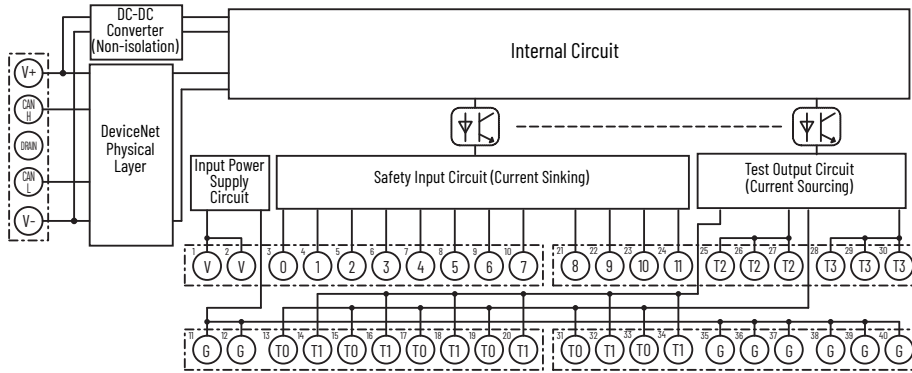 DC-DC
Converter
(Non-isolation)
Internal Circuit
V+
CAN
H
DRAIN
CAN
L
V-
DeviceNet
Physical
Layer
Input Power
Supply
Circuit
Safety Input Circuit (Current Sinking)
Test Output Circuit
(Current Sourcing)
1 2 3 4 5 6 7 8 9 10 21 22 23 24 25 26 27 28 29 30
V V 0 1 2 3 4 5 6 7 8 9 10 11 T2 T2 T2 T3 T3 T3
11 12 13 14 15 16 17 18 19 20 31 32 33 34 35 36 37 38 39 40
G G T0 T1 T0 T1 T0 T1 T0 T1 T0 T1 T0 T1 G G G G G G